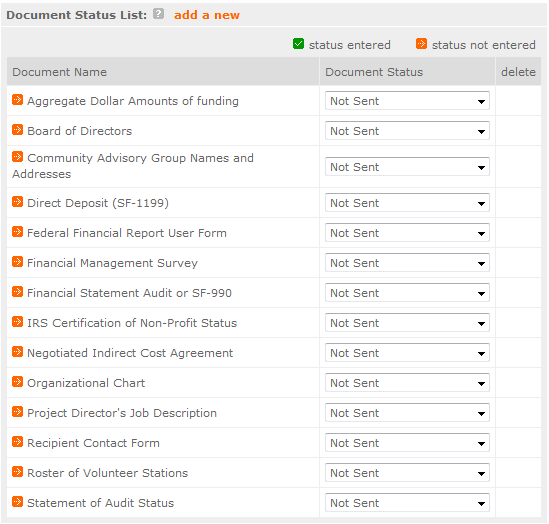 Document Status List: ? add a new
status entered status not entered
Document Name Document Status delete
Aggregate Dollar Amounts of funding Not Sent
Board of Directors Not Sent
Community Advisory Group Names and
Addresses Not Sent
Direct Deposit (SF-1199) Not Sent
Federal Financial Report User Form Not Sent
Financial Management Survey Not Sent
Financial Statement Audit or SF-990 Not Sent
IRS Certification of Non-Profit Status Not Sent
Negotiated Indirect Cost Agreement Not Sent
Organizational Chart Not Sent
Project Director's Job Description Not Sent
Recipient Contact Form Not Sent
Roster of Volunteer Stations Not Sent
Statement of Audit Status Not Sent